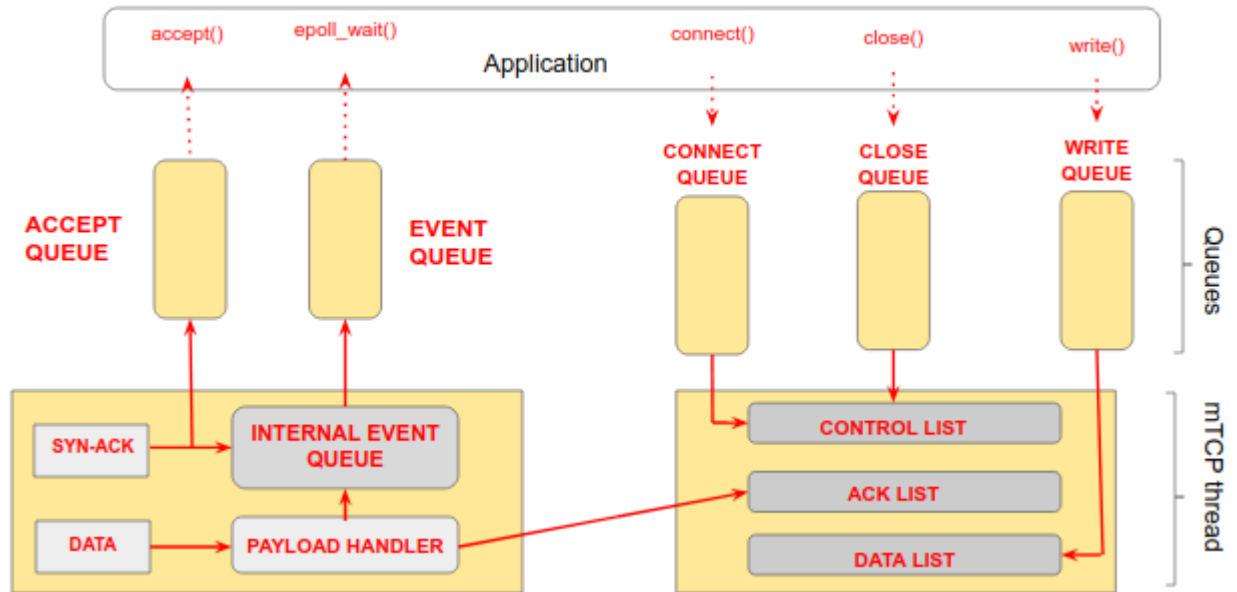 accept()
epoll_wait()
connect()
close()
write()
Application
CONNECT
QUEUE
CLOSE
QUEUE
WRITE
QUEUE
ACCEPT
QUEUE
EVENT
QUEUE
Queues
SYN-ACK
INTERNAL EVENT
QUEUE
DATA
PAYLOAD HANDLER
CONTROL LIST
ACK LIST
DATA LIST
mTCP thread